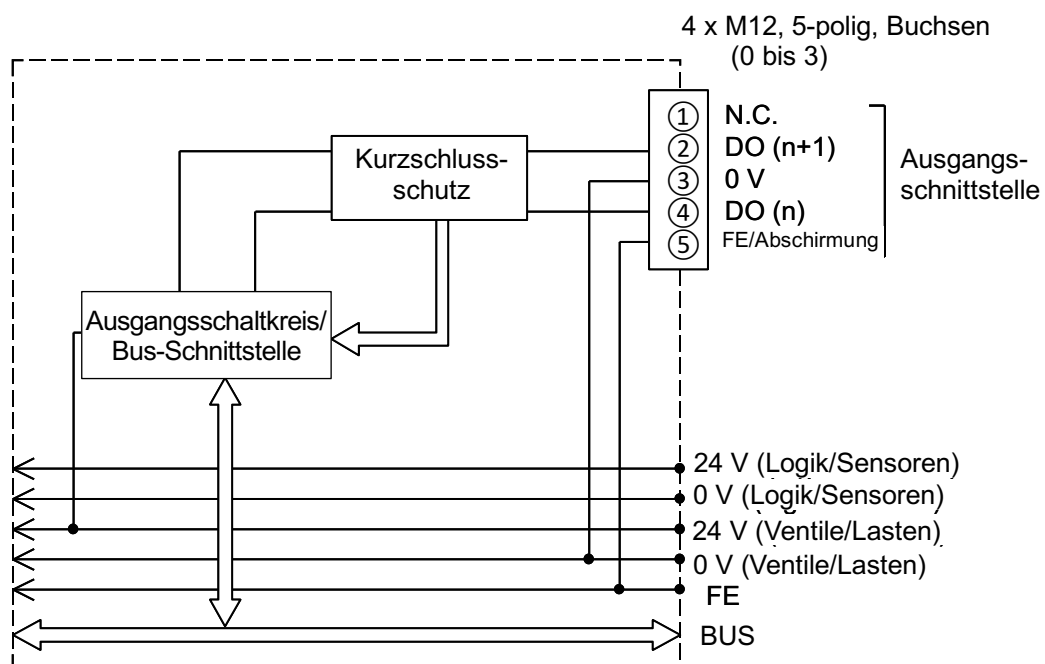 4 x M12, 5-polig, Buchsen
(0 bis 3)
① N.C.
② DO (n+1)
③ 0 V
④ DO (n)
⑤ FE/Abschirmung
Ausgangs-
schnittstelle
Kurzschluss-
schutz
Ausgangsschaltkreis/
Bus-Schnittstelle
24 V (Logik/Sensoren)
0 V (Logik/Sensoren)
24 V (Ventile/Lasten)
0 V (Ventile/Lasten)
FE
BUS